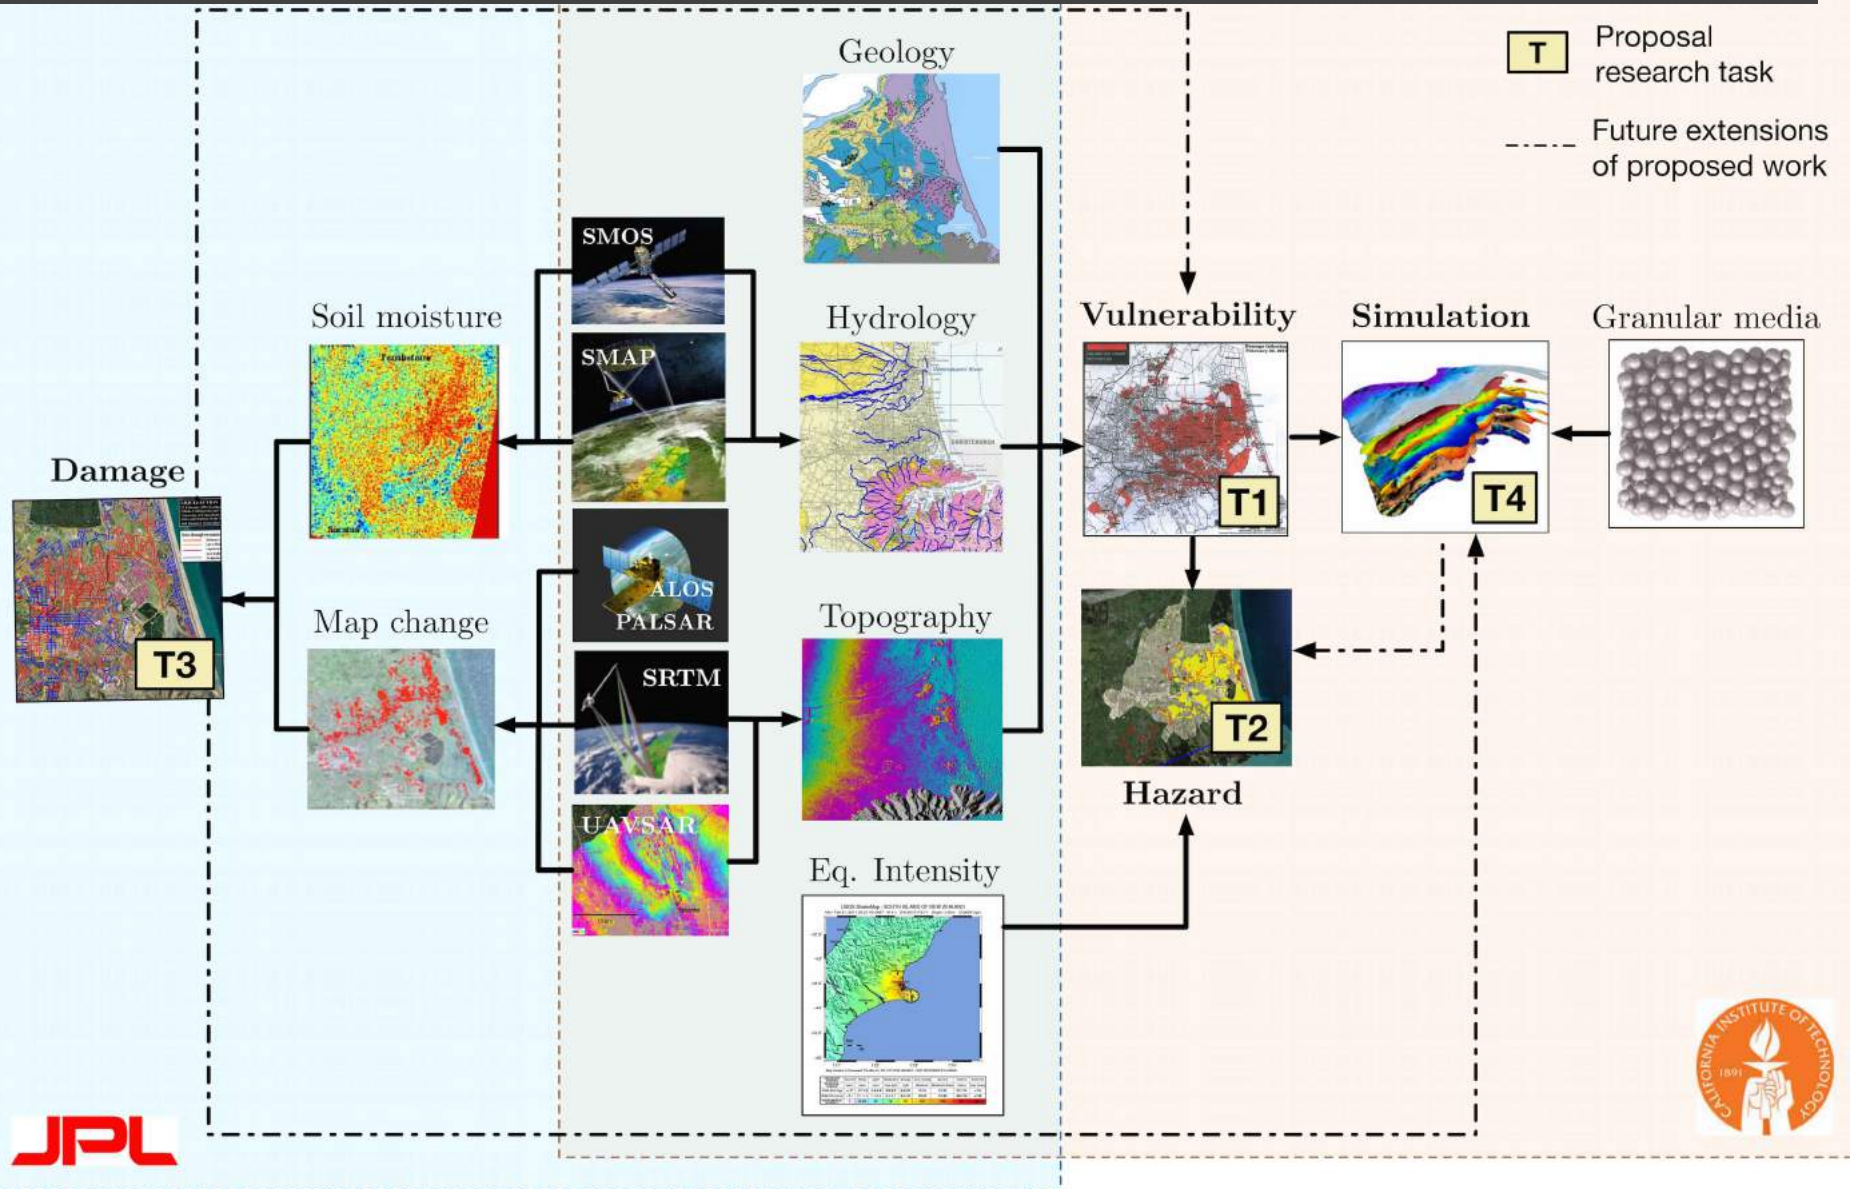 Geology
T
Proposal
research task
Future extensions
of proposed work
SMOS
Soil moisture
Tombstone
SMAP
Hydrology
CHRISTCHURCH
Vulnerability
T1
Simulation
T4
Granular media
Damage
T3
Map change
ALOS
PALSAR
SRTM
Topography
T2
Hazard
UAVSAR
Eq. Intensity
JPL
CALIFORNIA INSTITUTE OF TECHNOLOGY
1891